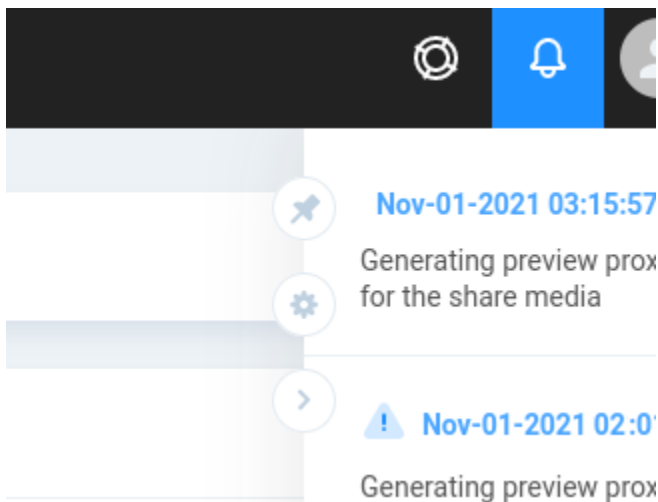 Nov-01-2021 03:15:57
Generating preview prox
for the share media
! Nov-01-2021 02:01
Generating preview prox